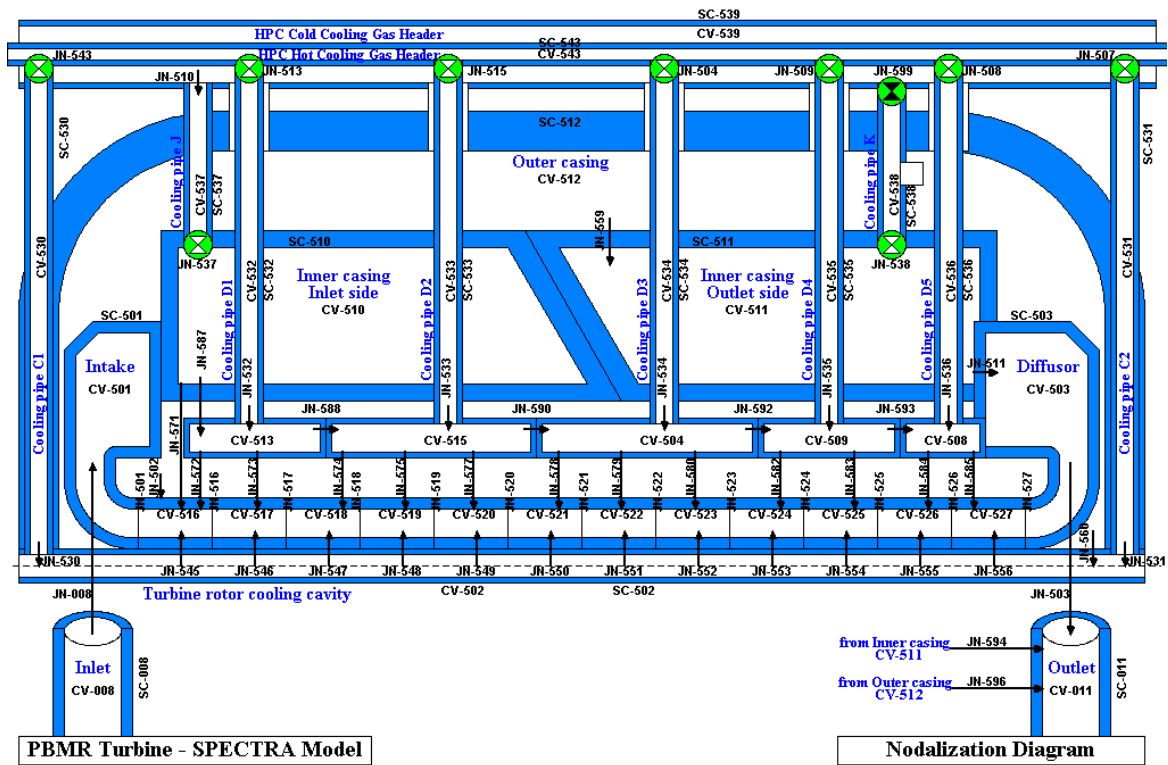 SC-539
HPC Cold Cooling Gas Header
CV-539
SC-543
HPC Hot Cooling Gas Header
CV-543
JN-543
JN-510
JN-513
JN-515
JN-504
JN-509
JN-599
JN-508
JN-507
SC-530
SC-512
SC-531
Cooling pipe J
CV-537
SC-537
Outer casing
CV-512
Cooling pipe K
CV-538
SC-538
CV-530
JN-537
SC-510
JN-559
SC-511
JN-538
CV-531
CV-532
SC-532
CV-533
SC-533
CV-534
SC-534
CV-535
SC-535
CV-536
SC-536
Inner casing
Inlet side
CV-510
Inner casing
Outlet side
CV-511
Cooling pipe D1
Cooling pipe D2
Cooling pipe D3
Cooling pipe D4
Cooling pipe D5
SC-501
SC-503
Cooling pipe C1
Intake
CV-501
JN-587
JN-532
JN-533
JN-534
JN-535
JN-536
JN-511
Diffusor
CV-503
Cooling pipe C2
JN-571
JN-588
JN-590
JN-592
JN-593
CV-513
CV-515
CV-504
CV-509
CV-508
JN-501
JN-502
JN-572
JN-516
JN-573
JN-517
JN-574
JN-518
JN-575
JN-519
JN-577
JN-520
JN-578
JN-521
JN-579
JN-522
JN-580
JN-523
JN-582
JN-524
JN-583
JN-525
JN-584
JN-526
JN-585
JN-527
CV-516
CV-517
CV-518
CV-519
CV-520
CV-521
CV-522
CV-523
CV-524
CV-525
CV-526
CV-527
JN-560
JN-530
JN-545
JN-546
JN-547
JN-548
JN-549
JN-550
JN-551
JN-552
JN-553
JN-554
JN-555
JN-556
JN-531
JN-008
Turbine rotor cooling cavity
CV-502
SC-502
JN-503
Inlet
CV-008
SC-008
from Inner casing
CV-511
JN-594
from Outer casing
CV-512
JN-596
Outlet
CV-011
SC-011
PBMR Turbine - SPECTRA Model
Nodalization Diagram